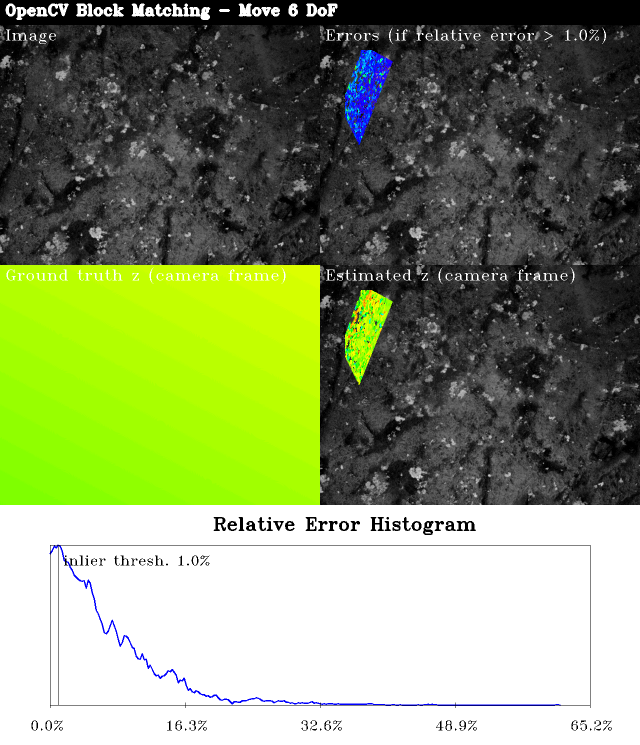 OpenCV Block Matching - Move 6 DoF
Image
Errors (if relative error > 1.0%)
Ground truth z (camera frame)
Estimated z (camera frame)
Relative Error Histogram
inlier thresh. 1.0%
0.0%
16.3%
32.6%
48.9%
65.2%